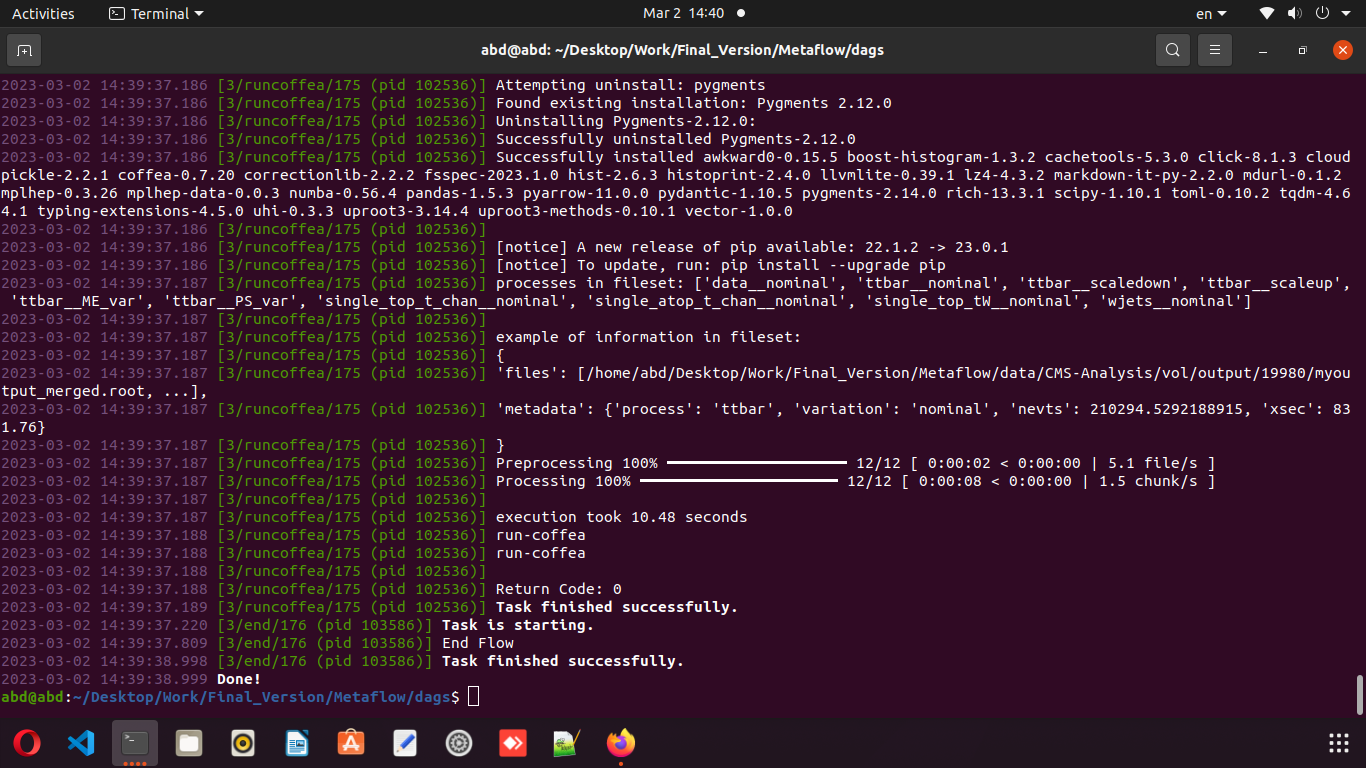 Activities
Terminal
Mar 2 14:40
en
abd@abd: ~/Desktop/Work/Final_Version/Metaflow/dags
2023-03-02 14:39:37.186 [3/runcoffea/175 (pid 102536)] Attempting uninstall: pygments
2023-03-02 14:39:37.186 [3/runcoffea/175 (pid 102536)] Found existing installation: Pygments 2.12.0
2023-03-02 14:39:37.186 [3/runcoffea/175 (pid 102536)] Uninstalling Pygments-2.12.0:
2023-03-02 14:39:37.186 [3/runcoffea/175 (pid 102536)] Successfully uninstalled Pygments-2.12.0
2023-03-02 14:39:37.186 [3/runcoffea/175 (pid 102536)] Successfully installed awkward0-0.15.5 boost-histogram-1.3.2 cachetools-5.3.0 click-8.1.3 cloud
pickle-2.2.1 coffea-0.7.20 correctionlib-2.2.2 fsspec-2023.1.0 hist-2.6.3 histoprint-2.4.0 llvmlite-0.39.1 lz4-4.3.2 markdown-it-py-2.2.0 mdurl-0.1.2
mplhep-0.3.26 mplhep-data-0.0.3 numba-0.56.4 pandas-1.5.3 pyarrow-11.0.0 pydantic-1.10.5 pygments-2.14.0 rich-13.3.1 scipy-1.10.1 toml-0.10.2 tqdm-4.6
4.1 typing-extensions-4.5.0 uhi-0.3.3 uproot3-3.14.4 uproot3-methods-0.10.1 vector-1.0.0
2023-03-02 14:39:37.186 [3/runcoffea/175 (pid 102536)]
2023-03-02 14:39:37.186 [3/runcoffea/175 (pid 102536)] [notice] A new release of pip available: 22.1.2 -> 23.0.1
2023-03-02 14:39:37.186 [3/runcoffea/175 (pid 102536)] [notice] To update, run: pip install --upgrade pip
2023-03-02 14:39:37.186 [3/runcoffea/175 (pid 102536)] processes in fileset: ['data__nominal', 'ttbar__nominal', 'ttbar__scaledown', 'ttbar__scaleup',
'ttbar__ME_var', 'ttbar__PS_var', 'single_top_t_chan__nominal', 'single_atop_t_chan__nominal', 'single_top_tW__nominal', 'wjets__nominal']
2023-03-02 14:39:37.187 [3/runcoffea/175 (pid 102536)]
2023-03-02 14:39:37.187 [3/runcoffea/175 (pid 102536)] example of information in fileset:
2023-03-02 14:39:37.187 [3/runcoffea/175 (pid 102536)] {
2023-03-02 14:39:37.187 [3/runcoffea/175 (pid 102536)] 'files': [/home/abd/Desktop/Work/Final_Version/Metaflow/data/CMS-Analysis/vol/output/19980/myou
tput_merged.root, ...],
2023-03-02 14:39:37.187 [3/runcoffea/175 (pid 102536)] 'metadata': {'process': 'ttbar', 'variation': 'nominal', 'nevts': 210294.5292188915, 'xsec': 83
1.76}
2023-03-02 14:39:37.187 [3/runcoffea/175 (pid 102536)] }
2023-03-02 14:39:37.187 [3/runcoffea/175 (pid 102536)] Preprocessing 100% 12/12 [ 0:00:02 < 0:00:00 | 5.1 file/s ]
2023-03-02 14:39:37.187 [3/runcoffea/175 (pid 102536)] Processing 100% 12/12 [ 0:00:08 < 0:00:00 | 1.5 chunk/s ]
2023-03-02 14:39:37.187 [3/runcoffea/175 (pid 102536)]
2023-03-02 14:39:37.187 [3/runcoffea/175 (pid 102536)] execution took 10.48 seconds
2023-03-02 14:39:37.188 [3/runcoffea/175 (pid 102536)] run-coffea
2023-03-02 14:39:37.188 [3/runcoffea/175 (pid 102536)] run-coffea
2023-03-02 14:39:37.188 [3/runcoffea/175 (pid 102536)]
2023-03-02 14:39:37.188 [3/runcoffea/175 (pid 102536)] Return Code: 0
2023-03-02 14:39:37.189 [3/runcoffea/175 (pid 102536)] Task finished successfully.
2023-03-02 14:39:37.220 [3/end/176 (pid 103586)] Task is starting.
2023-03-02 14:39:37.809 [3/end/176 (pid 103586)] End Flow
2023-03-02 14:39:38.998 [3/end/176 (pid 103586)] Task finished successfully.
2023-03-02 14:39:38.999 Done!
abd@abd:~/Desktop/Work/Final_Version/Metaflow/dags$